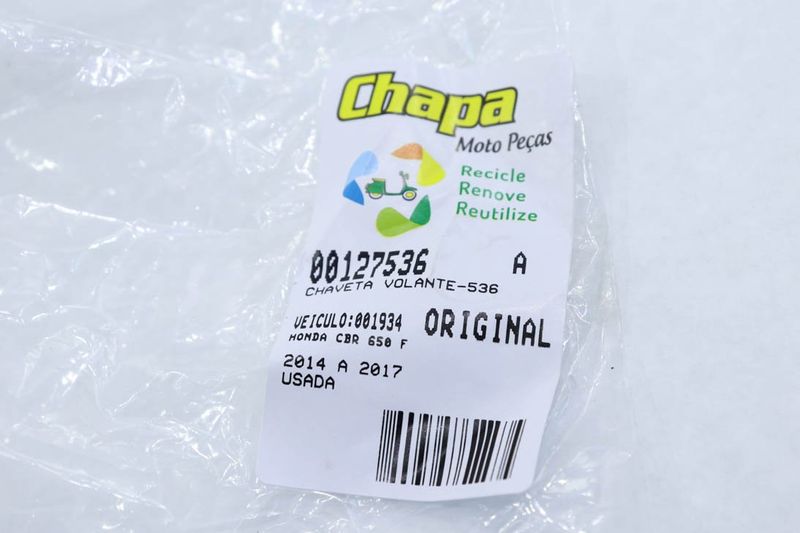 Chapa
Moto Peças
Recicle
Renove
Reutilize
00127536 A
CHAVETA VOLANTE-536
VEICULO:001934 ORIGINAL
HONDA CBR 650 F
2014 A 2017
USADA